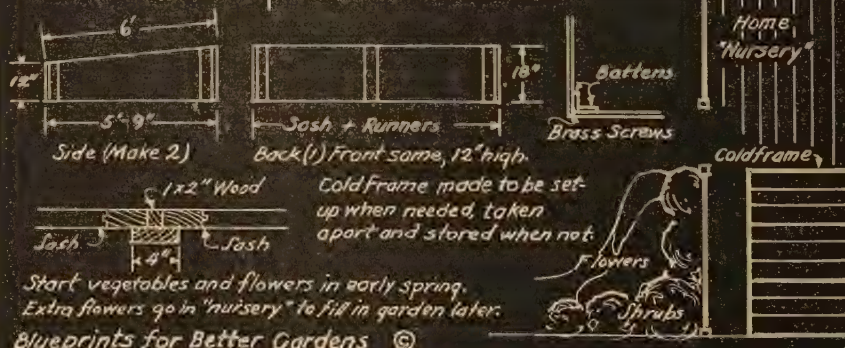 6'
12"
5'-9"
Side (Make 2)
Sash + Runners
18"
Back(1) Front same, 12" high.
Battens
Brass Screws
Home
"Nursery"
Coldframe
1x2" Wood
Sash
Sash
4"
Cold frame made to be set-
up when needed, taken
apart and stored when not.
Flowers
Shrubs
Start vegetables and flowers in early spring.
Extra flowers go in "nursery" to fill in garden later.
Blueprints for Better Gardens ©